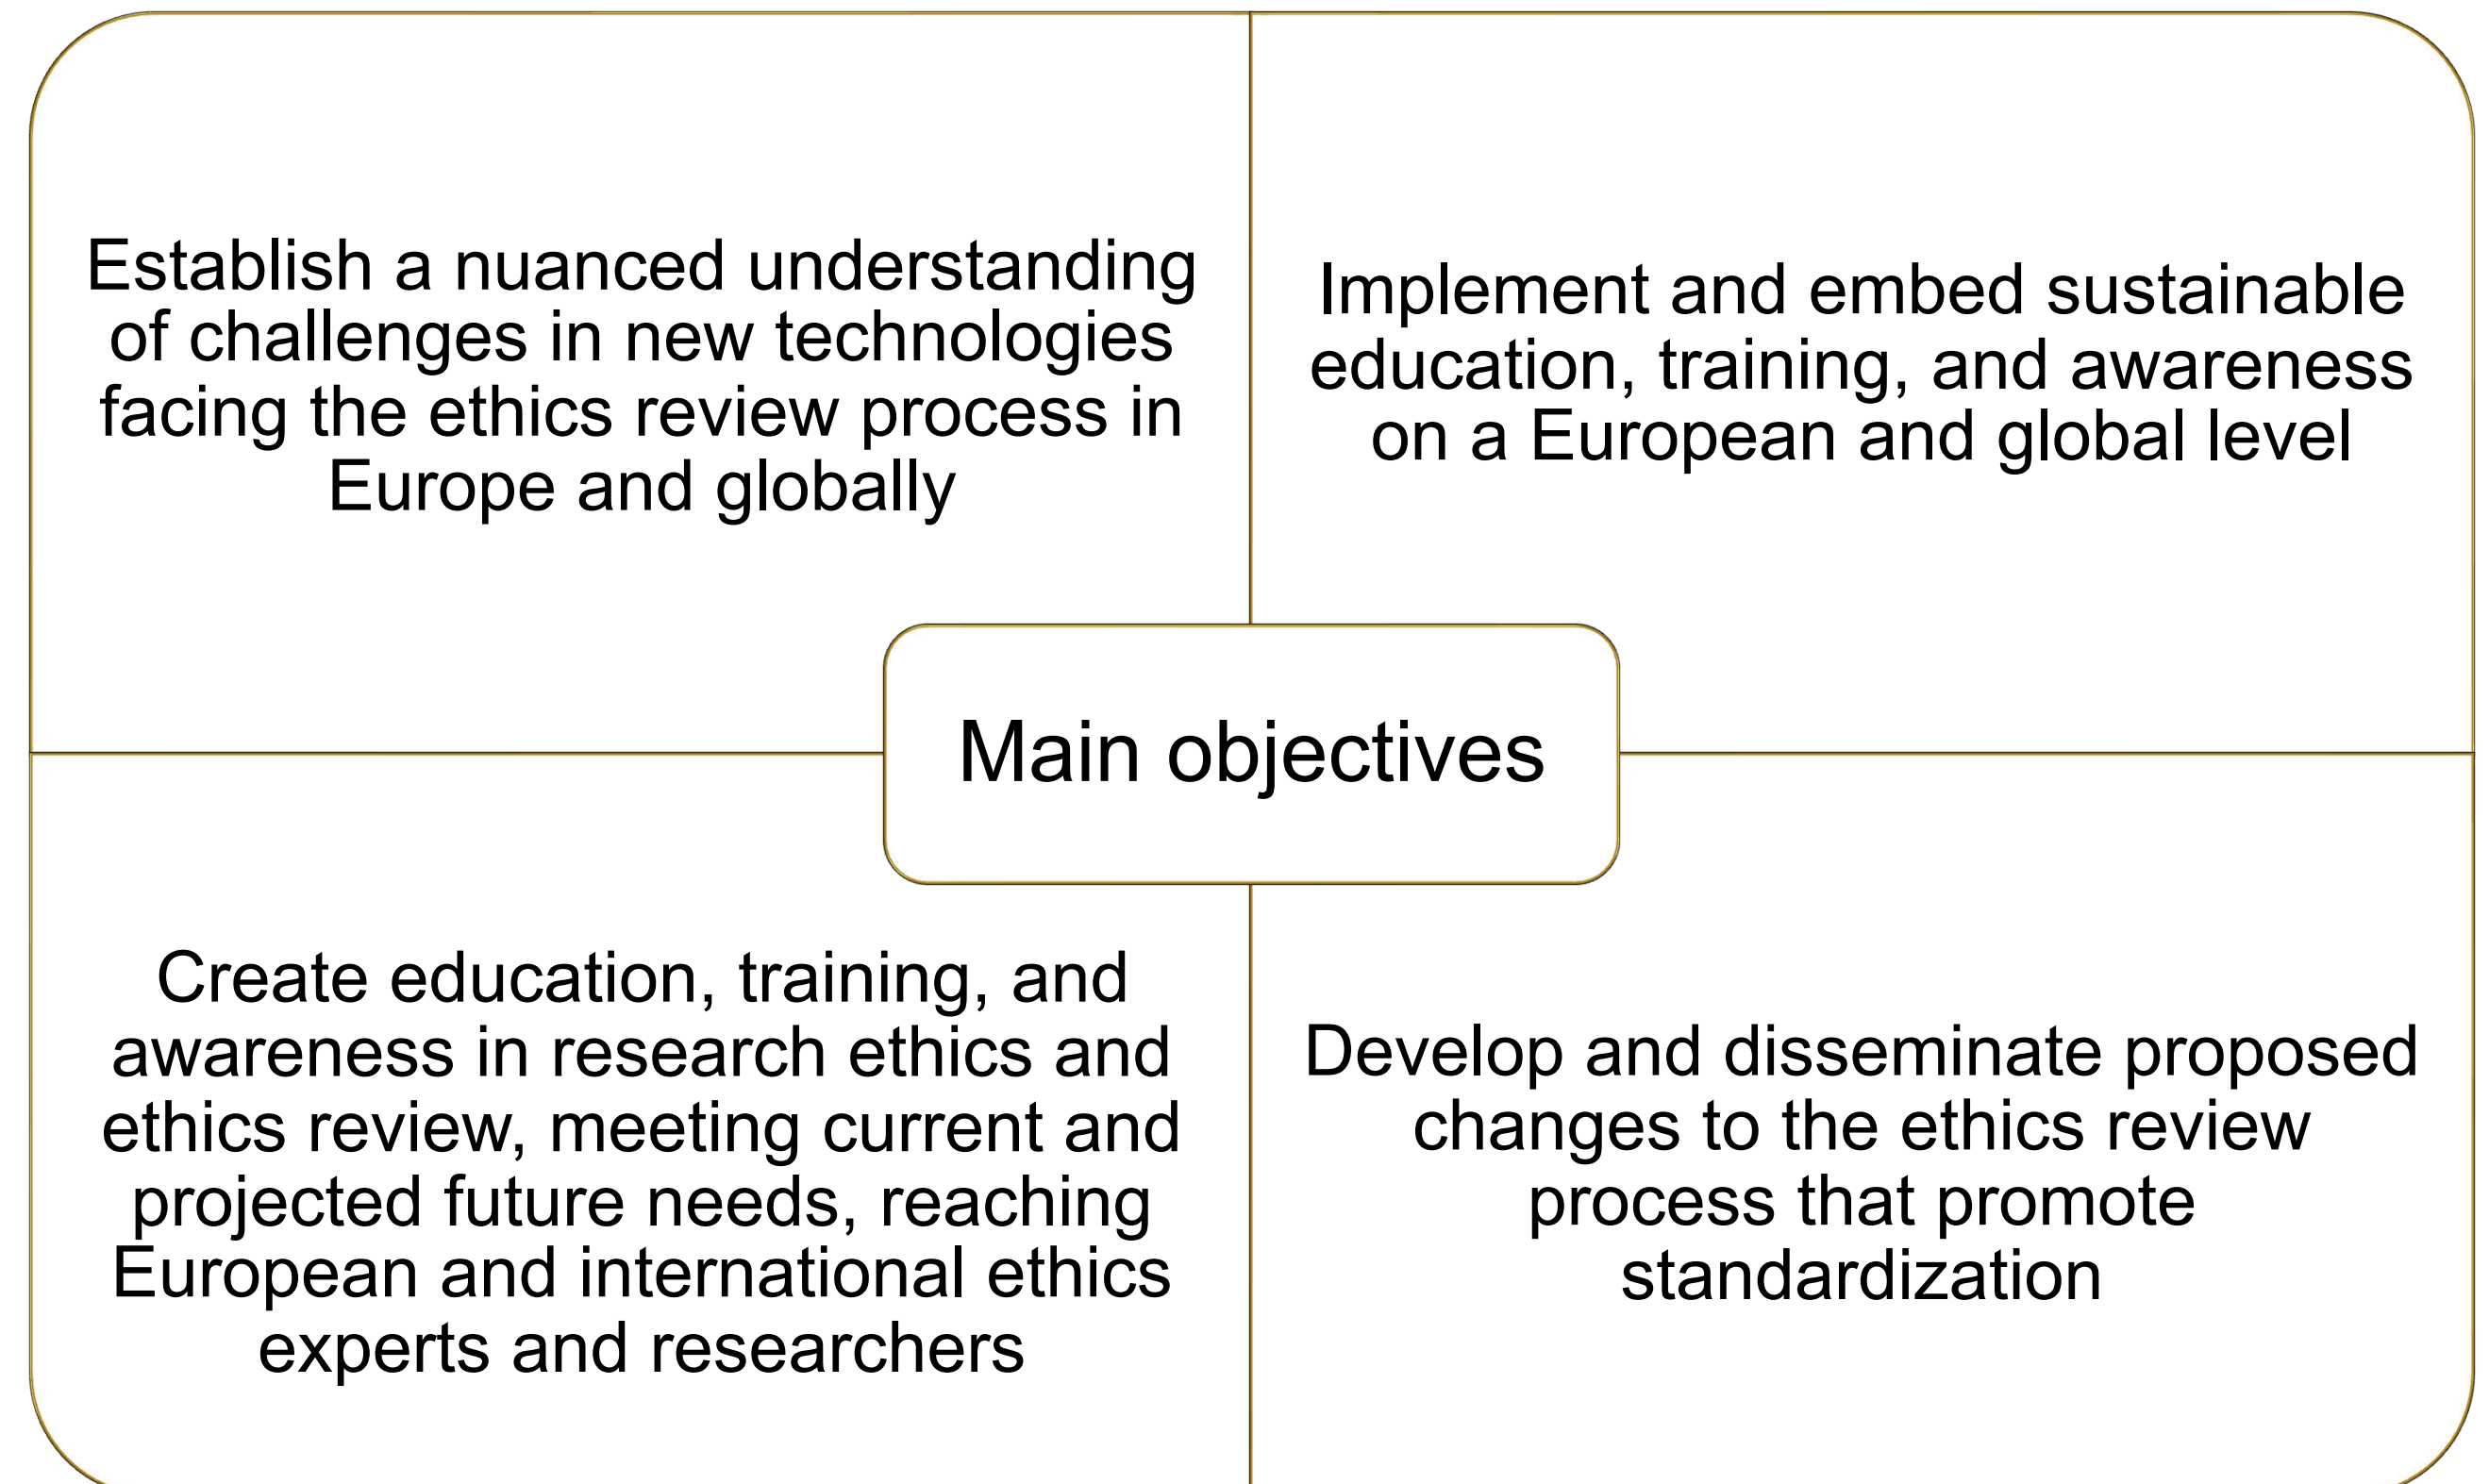 Establish a nuanced understanding
of challenges in new technologies
facing the ethics review process in
Europe and globally
Implement and embed sustainable
education, training, and awareness
on a European and global level
Main objectives
Create education, training, and
awareness in research ethics and
ethics review, meeting current and
projected future needs, reaching
European and international ethics
experts and researchers
Develop and disseminate proposed
changes to the ethics review
process that promote
standardization